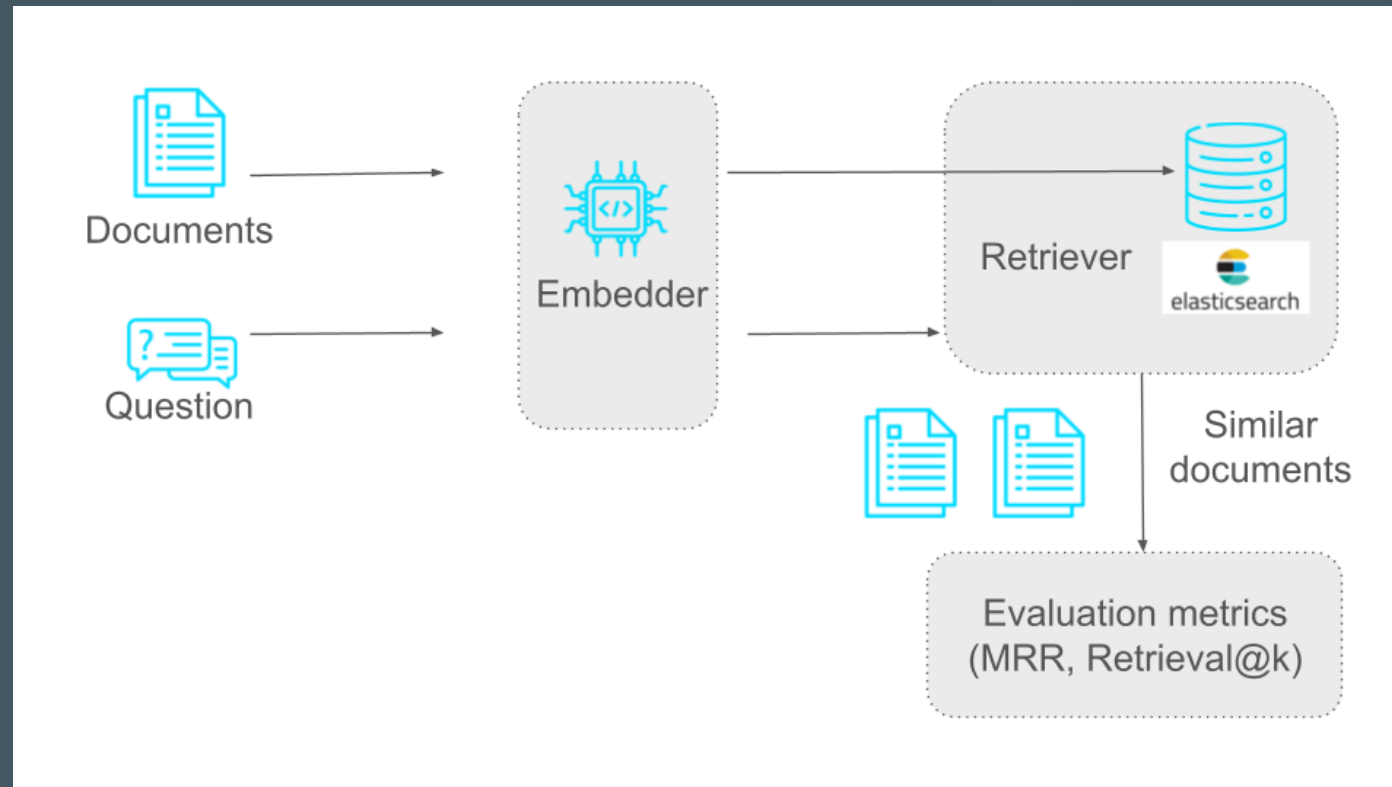 Documents
Question
</>
Embedder
Retriever
elasticsearch
?
Similar
documents
Evaluation metrics
(MRR, Retrieval@k)